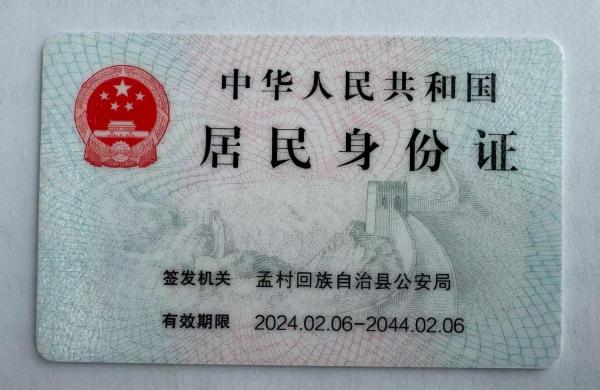 中华人民共和国
居民身份证
签发机关 孟村回族自治县公安局
有效期限 2024.02.06-2044.02.06